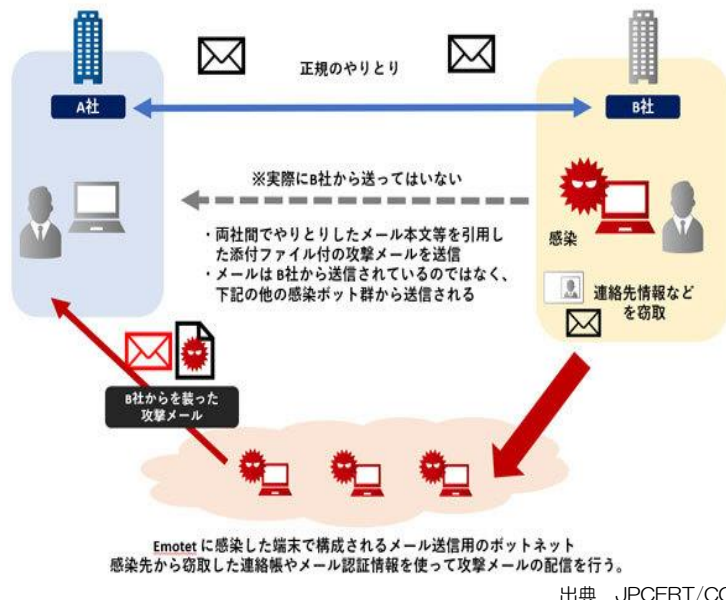 正規のやりとり
A社
B社
※実際にB社から送ってはいない
・両社間でやりとりしたメール本文等を引用し
た添付ファイル付の攻撃メールを送信
・メールは B社から送信されているのではなく、
下記の他の感染ボット群から送信される
感染
連絡先情報など
を窃取
B社からを装った
攻撃メール
Emotet に感染した端末で構成されるメール送信用のボットネット
感染先から窃取した連絡帳やメール認証情報を使って攻撃メールの配信を行う。
出典 JPCERT/CC